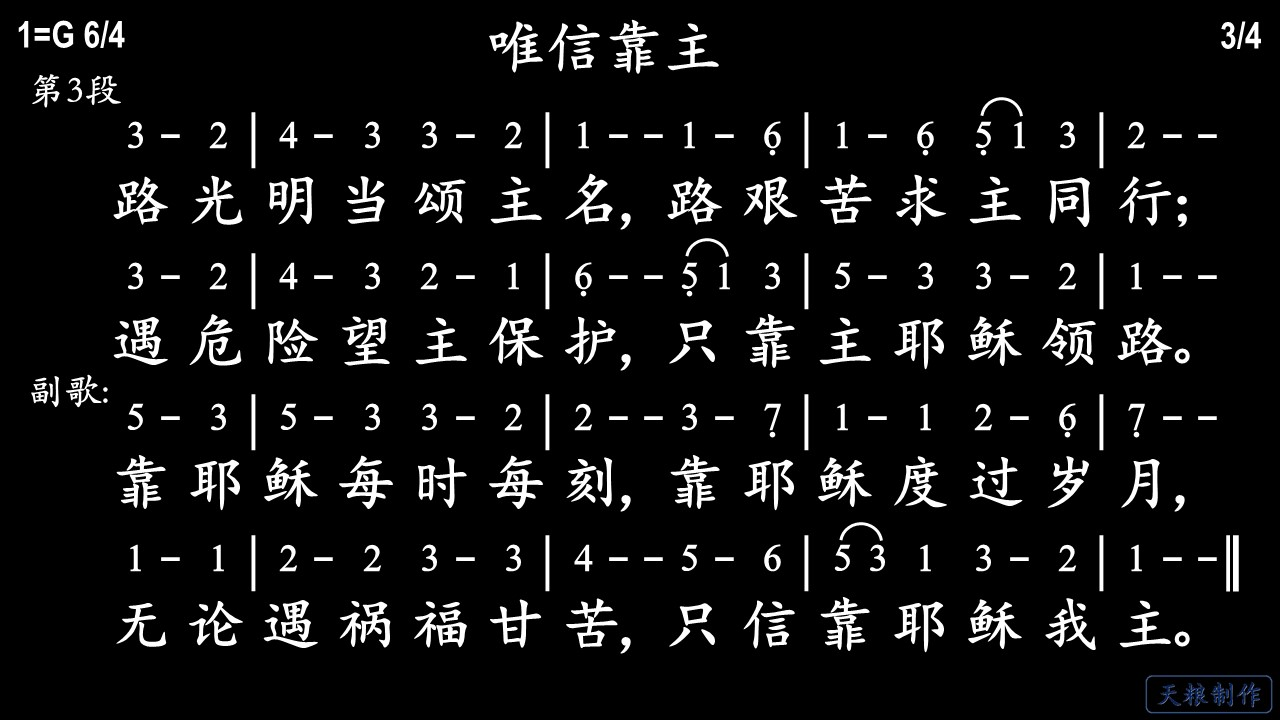 1=G 6/4
唯信靠主
3/4
第3段
3 - 2 | 4 - 3 3 - 2 | 1 - - 1 - 6̣ | 1 - 6̣ 5̣ 1 3 | 2 - -
路光明当颂主名，路艰苦求主同行；
3 - 2 | 4 - 3 2 - 1 | 6̣ - - 5̣ 1 3 | 5 - 3 3 - 2 | 1 - -
遇危险望主保护，只靠主耶稣领路。
副歌:
5 - 3 | 5 - 3 3 - 2 | 2 - - 3 - 7̣ | 1 - 1 2 - 6̣ | 7̣ - -
靠耶稣每时每刻，靠耶稣度过岁月，
1 - 1 | 2 - 2 3 - 3 | 4 - - 5 - 6 | 5 3 1 3 - 2 | 1 - - ‖
无论遇祸福甘苦，只信靠耶稣我主。
天粮制作